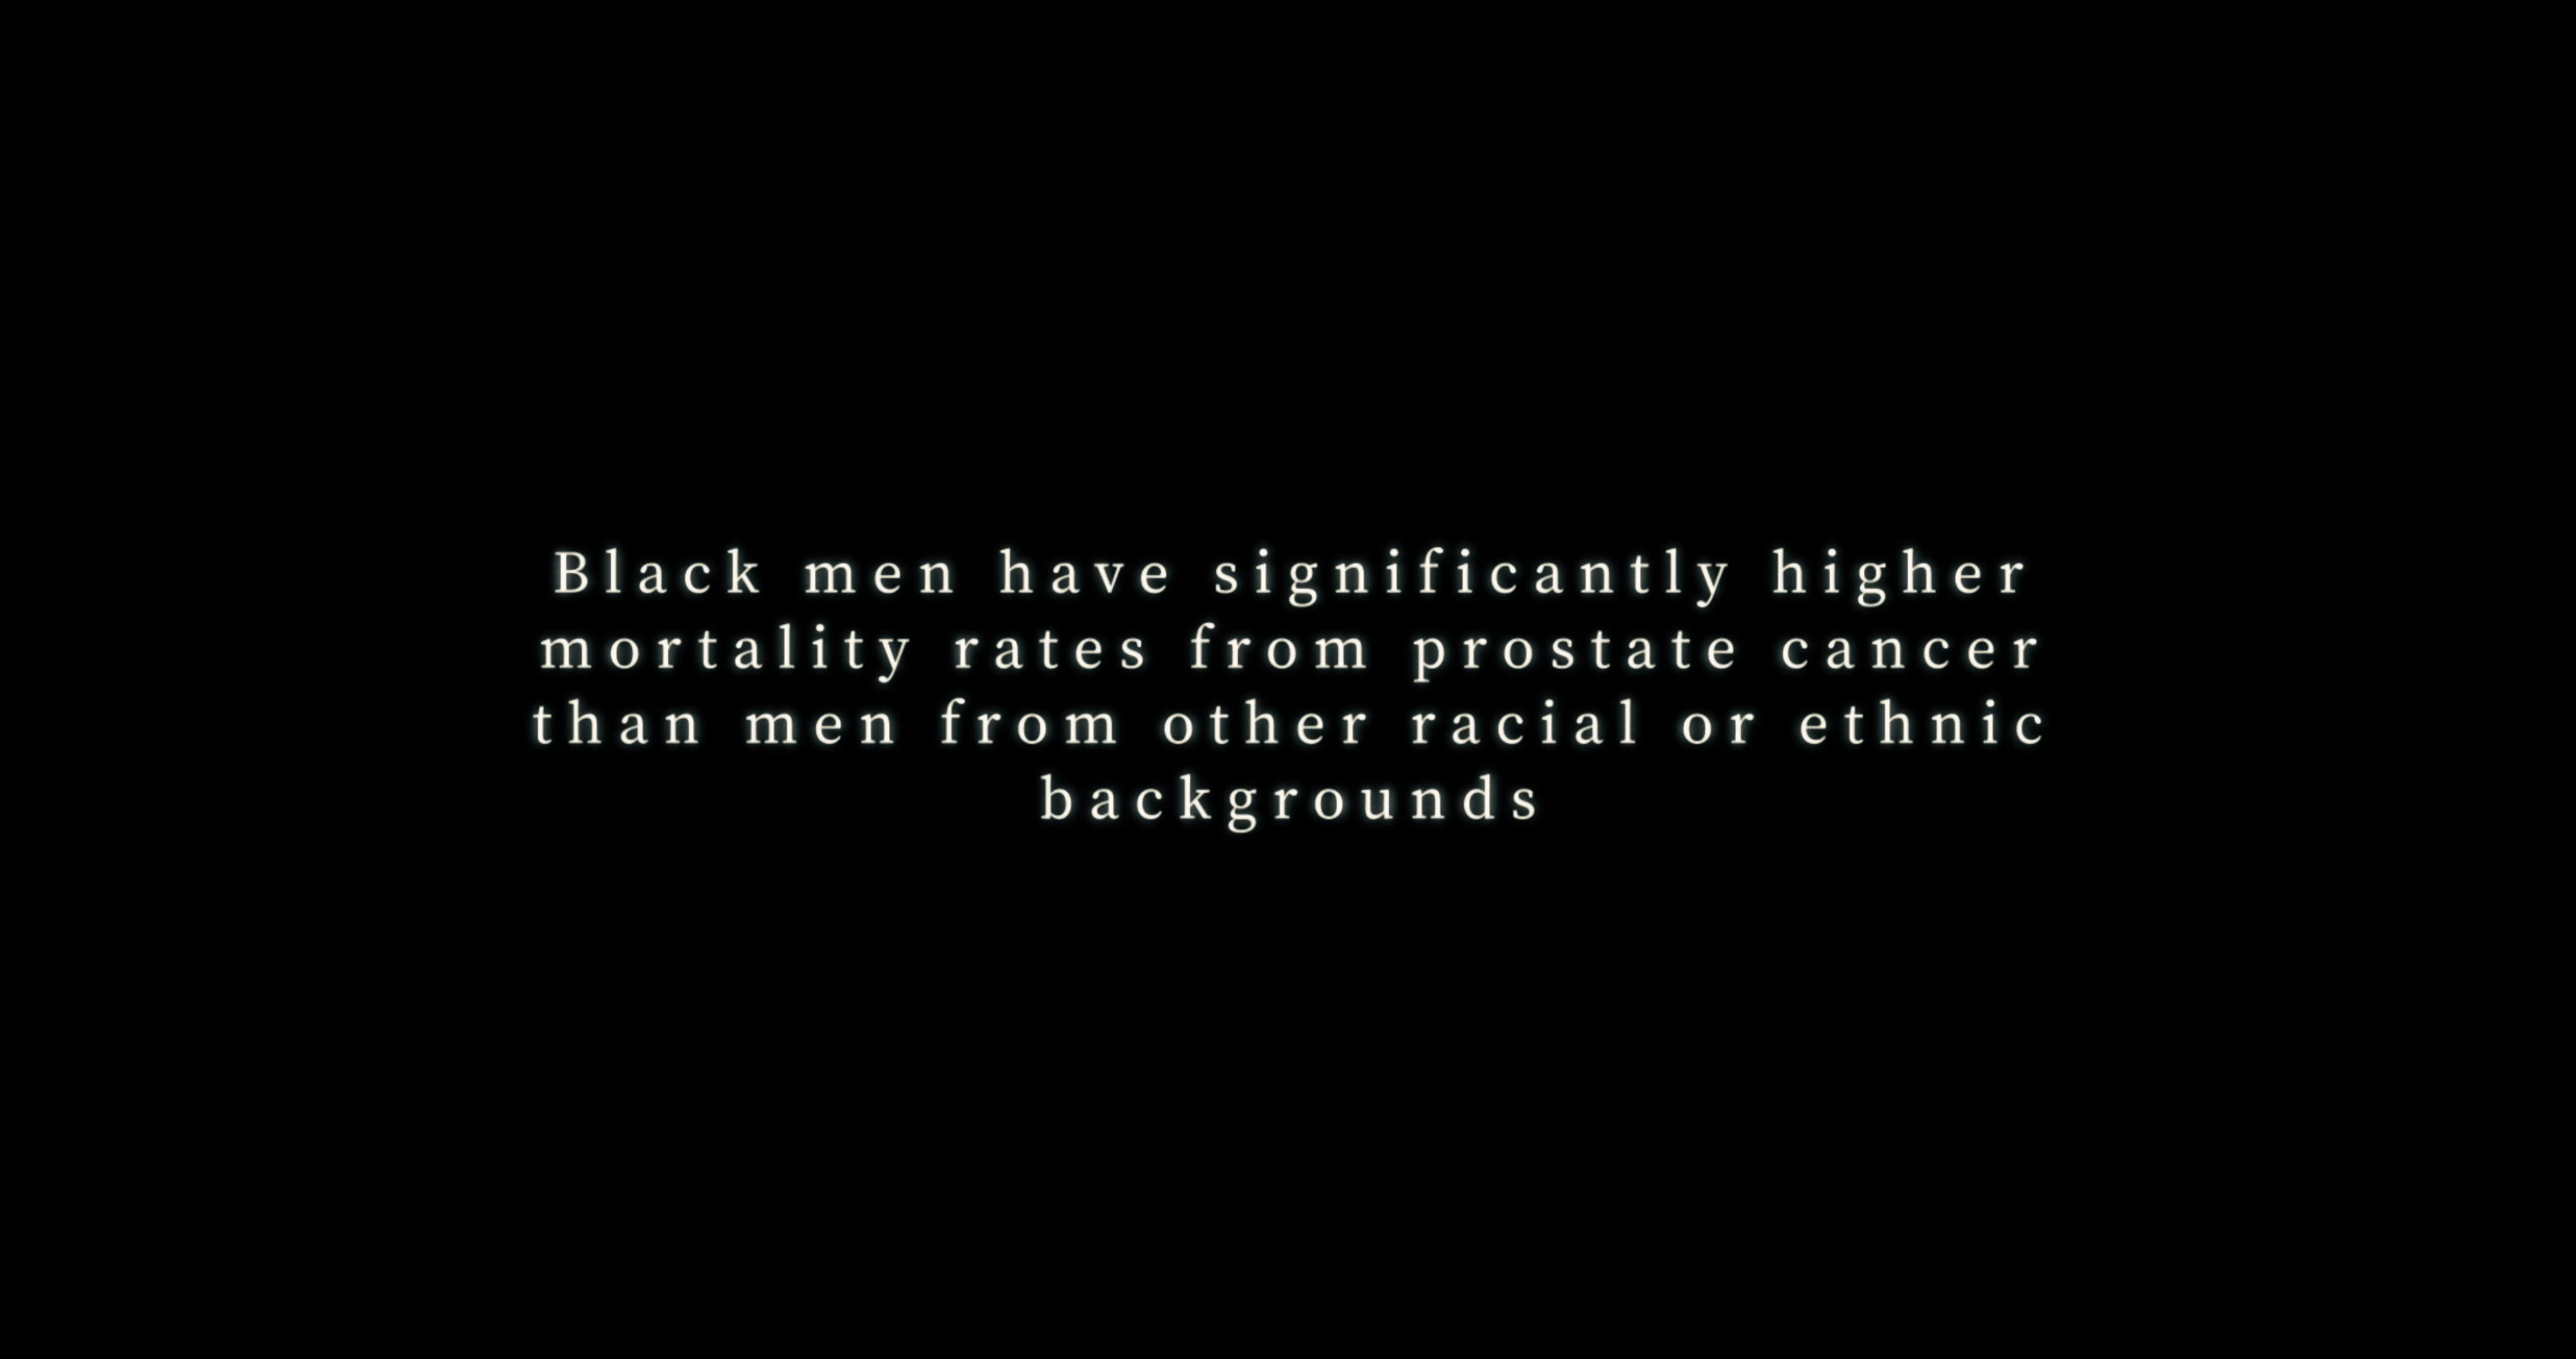 Black men have significantly higher
mortality rates from prostate cancer
than men from other racial or ethnic
backgrounds